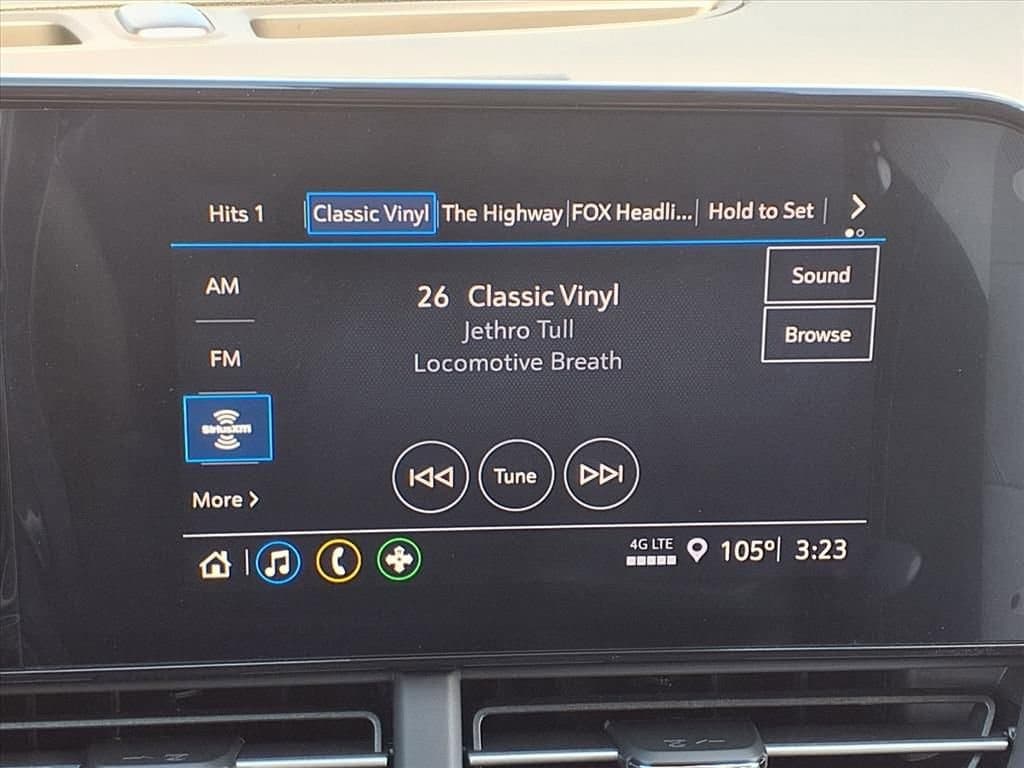 Hits 1 Classic Vinyl The Highway FOX Headli... Hold to Set
AM
26 Classic Vinyl
Sound
Jethro Tull
FM
Locomotive Breath
Browse
SiriusXM
Tune
More
4G LTE 105° 3:23